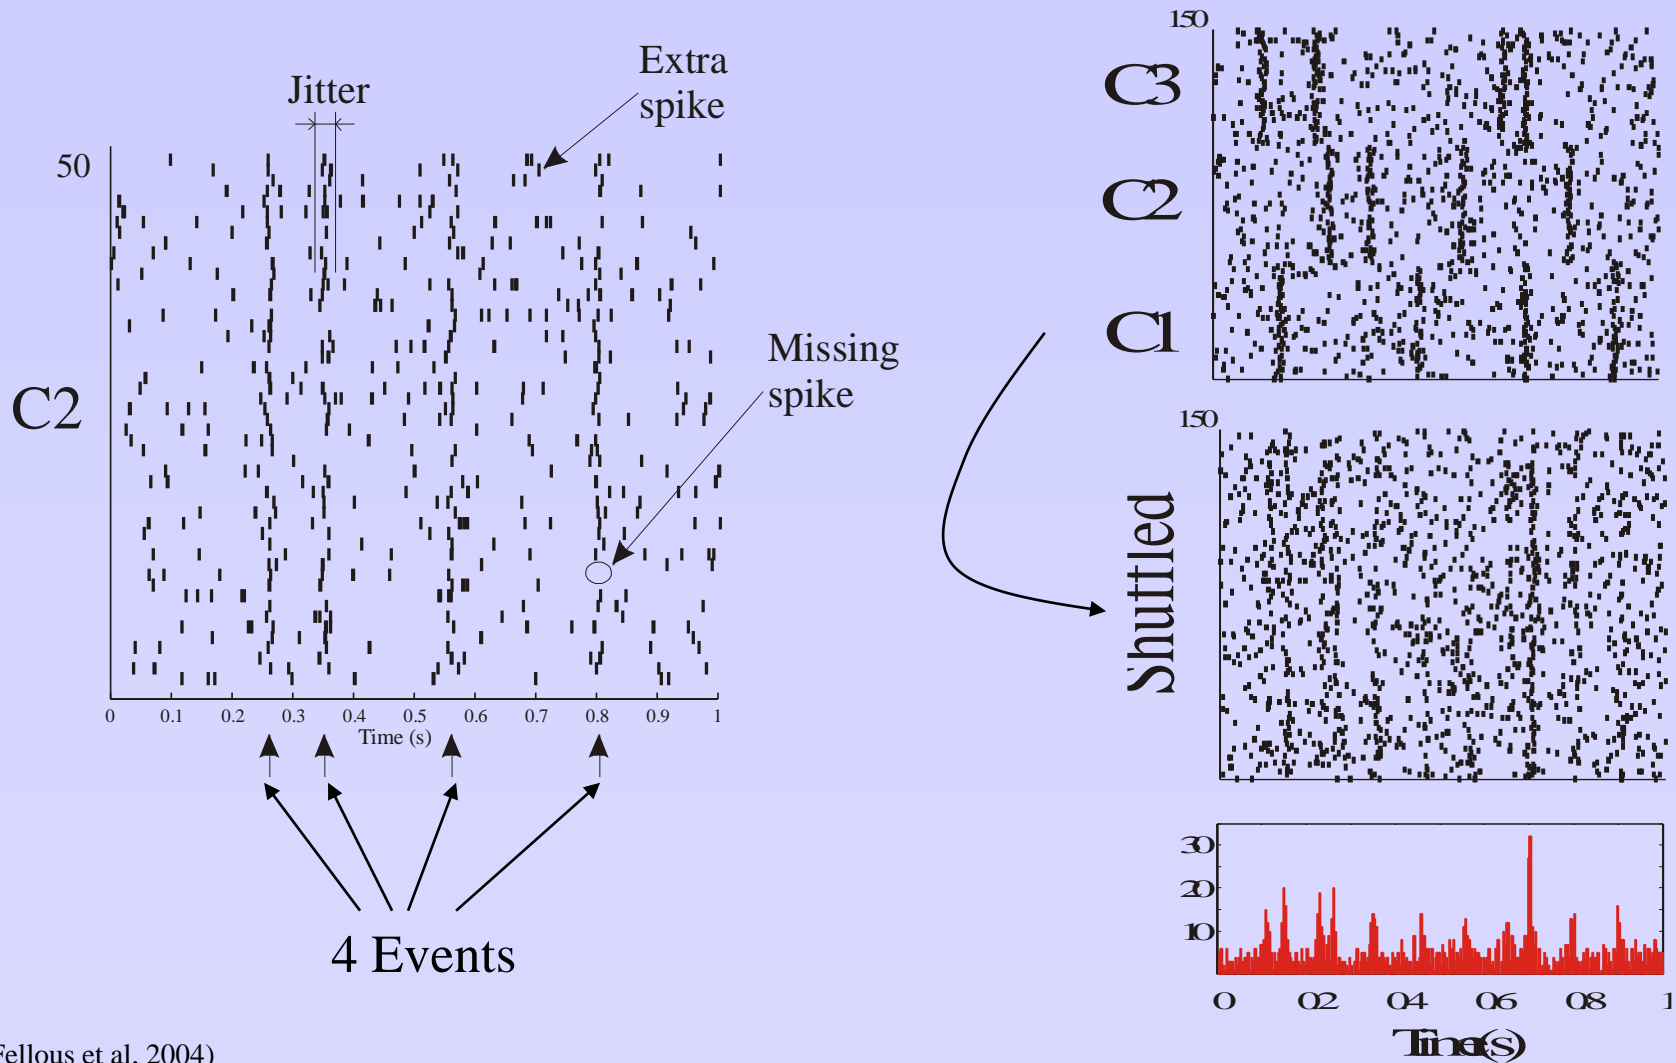 Jitter
Extra
spike
50
C2
Missing
spike
0 0.1 0.2 0.3 0.4 0.5 0.6 0.7 0.8 0.9 1
Time (s)
4 Events
Fellous et al, 2004)
150
C3
C2
C1
150
Shuttled
30
20
10
0 0.2 0.4 0.6 0.8 1
Time (s)